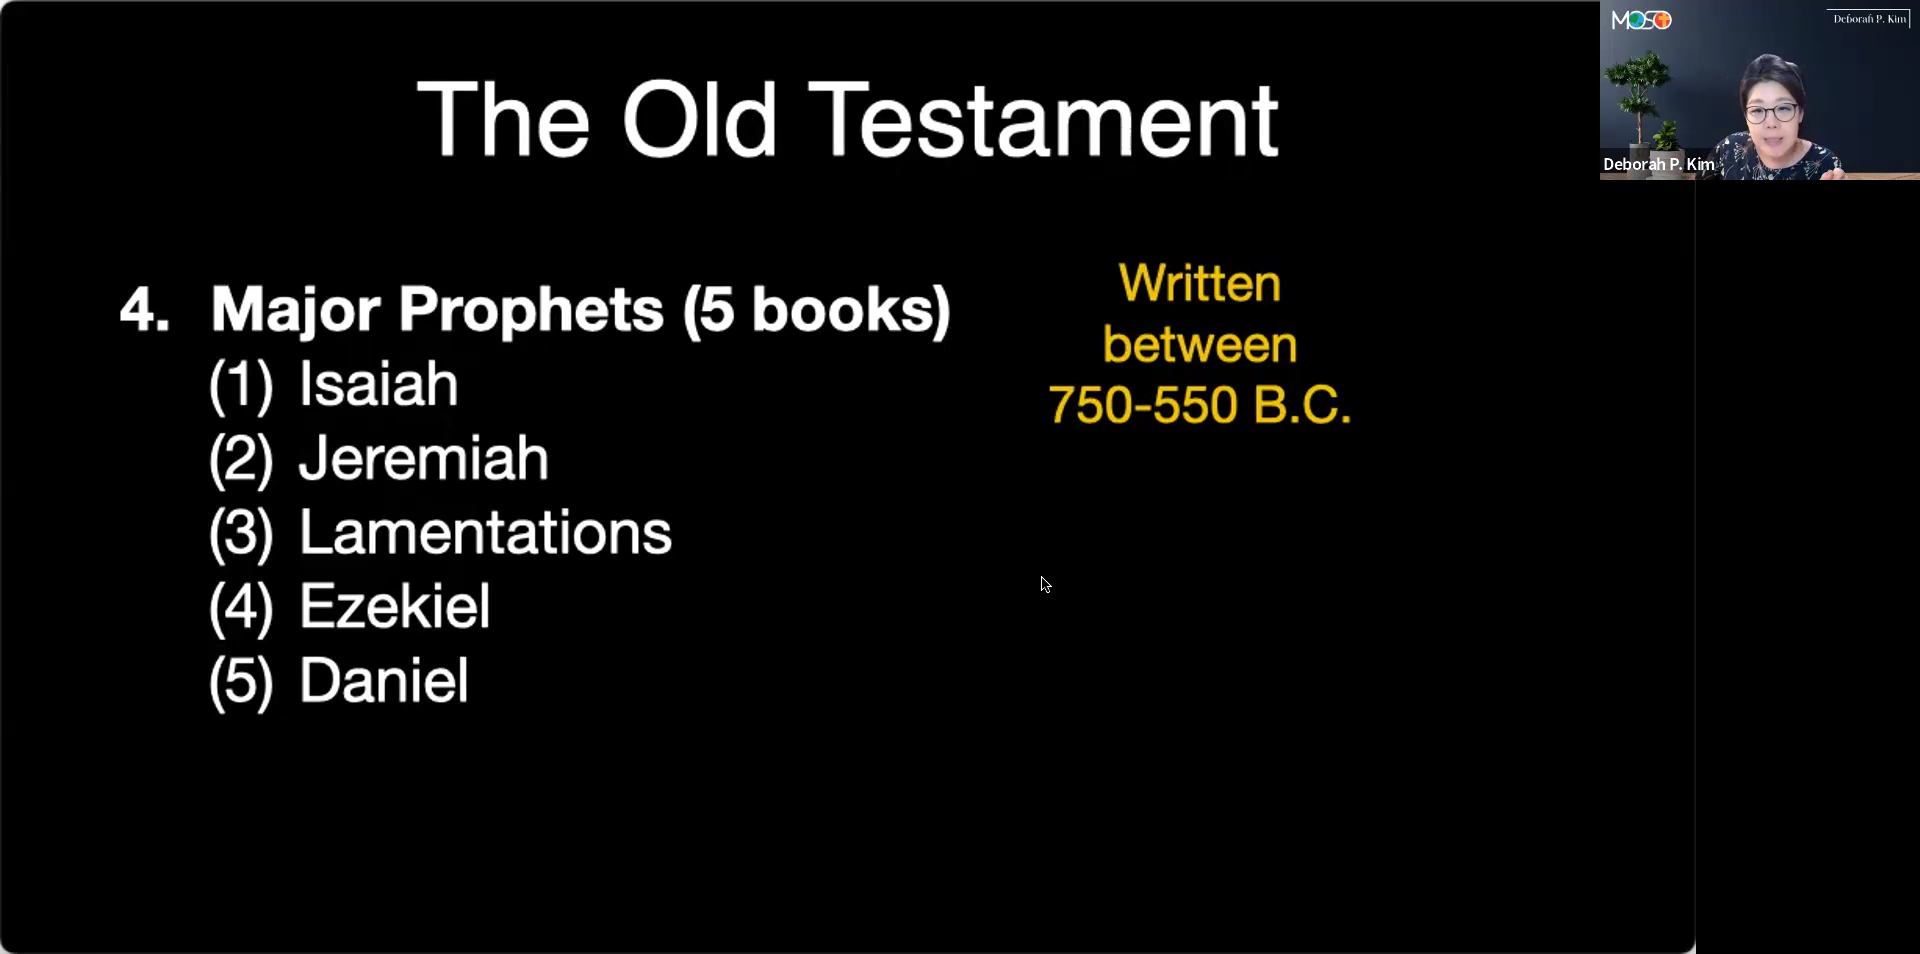 The Old Testament
4. Major Prophets (5 books)
(1) Isaiah
(2) Jeremiah
(3) Lamentations
(4) Ezekiel
(5) Daniel
Written
between
750-550 B.C.
MOSO
Deborah P. Kim
Deborah P. Kim